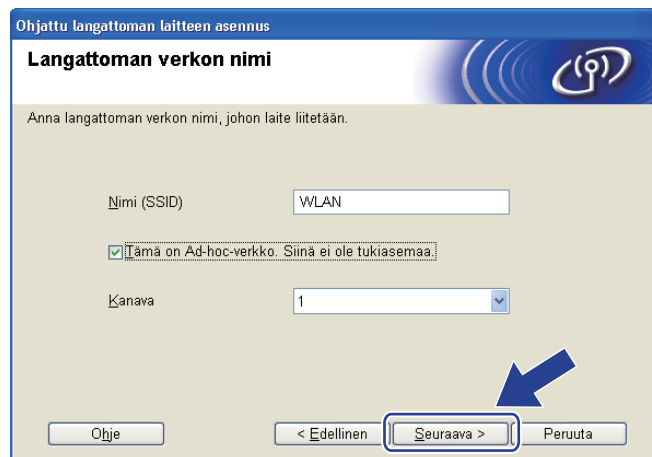 Ohjattu langattoman laitteen asennus
Langattoman verkon nimi
Anna langattoman verkon nimi, johon laite liitetään.
Nimi (SSID) WLAN
Tämä on Ad-hoc-verkko. Siinä ei ole tukiasemaa.
Kanava 1
Ohje < Edellinen Seuraava > Peruuta